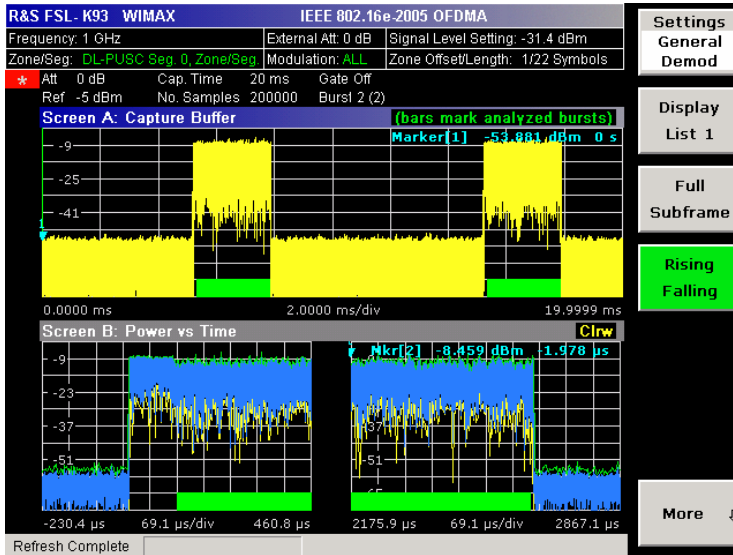 R&S FSL- K93 WIMAX IEEE 802.16e-2005 OFDMA
Frequency: 1 GHz External Att: 0 dB Signal Level Setting: -31.4 dBm
Zone/Seg: DL-PUSC Seg. 0, Zone/Seg. Modulation: ALL Zone Offset/Length: 1/22 Symbols
* Att 0 dB Cap. Time 20 ms Gate Off
Ref -5 dBm No. Samples 200000 Burst 2 (2)
Screen A: Capture Buffer (bars mark analyzed bursts)
Marker[1] -53.881 dBm 0 s
-9
-25
-41
1
0.0000 ms 2.0000 ms/div 19.9999 ms
Screen B: Power vs Time Clrw
Mkr[2] -8.459 dBm -1.978 µs
-9
-23
-37
-51
-37
-51
-230.4 µs 69.1 µs/div 460.8 µs 2175.9 µs 69.1 µs/div 2867.1 µs
Refresh Complete
Settings
General
Demod
Display
List 1
Full
Subframe
Rising
Falling
More